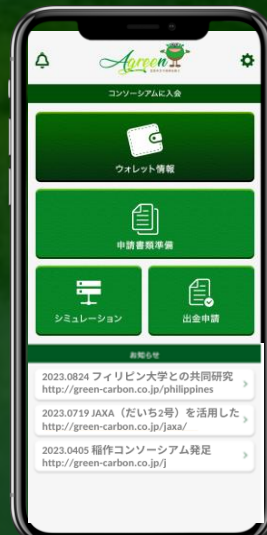 Agreen
コンソーシアムに入会
ウォレット情報
申請書類準備
シミュレーション
出金申請
お知らせ
2023.0824 フィリピン大学との共同研究
http://green-carbon.co.jp/philippines
2023.0719 JAXA（だいち2号）を活用した
http://green-carbon.co.jp/jaxa/
2023.0405 稲作コンソーシアム発足
http://green-carbon.co.jp/j